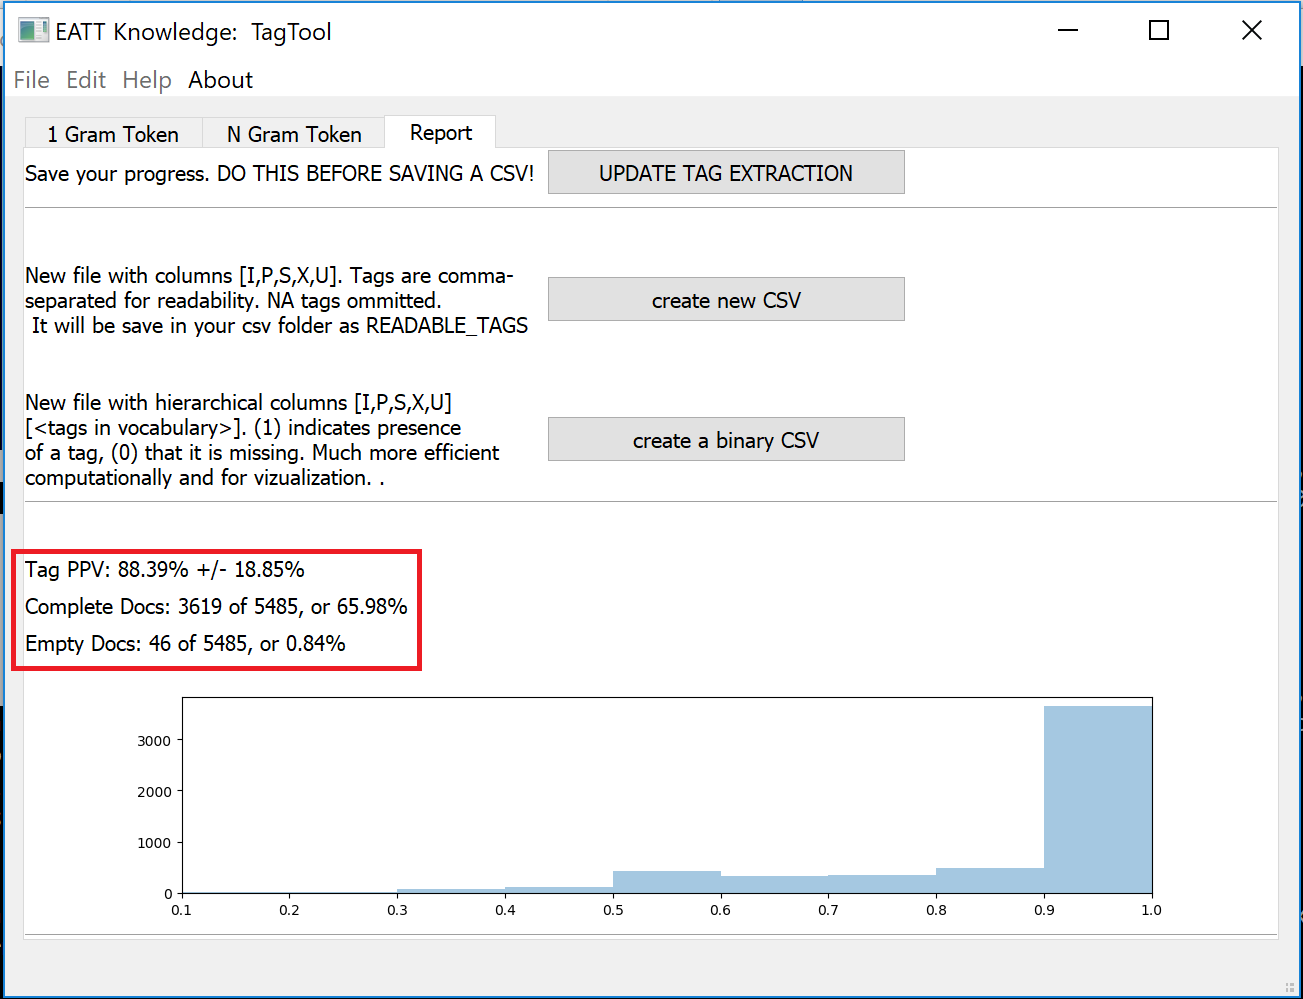 EATT Knowledge: TagTool
File Edit Help About
1 Gram Token N Gram Token Report
Save your progress. DO THIS BEFORE SAVING A CSV! UPDATE TAG EXTRACTION
New file with columns [I,P,S,X,U]. Tags are comma-
separated for readability. NA tags ommitted.
It will be save in your csv folder as READABLE_TAGS
create new CSV
New file with hierarchical columns [I,P,S,X,U]
[<tags in vocabulary>]. (1) indicates presence
of a tag, (0) that it is missing. Much more efficient
computationally and for vizualization. .
create a binary CSV
Tag PPV: 88.39% +/- 18.85%
Complete Docs: 3619 of 5485, or 65.98%
Empty Docs: 46 of 5485, or 0.84%
3000
2000
1000
0
0.1 0.2 0.3 0.4 0.5 0.6 0.7 0.8 0.9 1.0